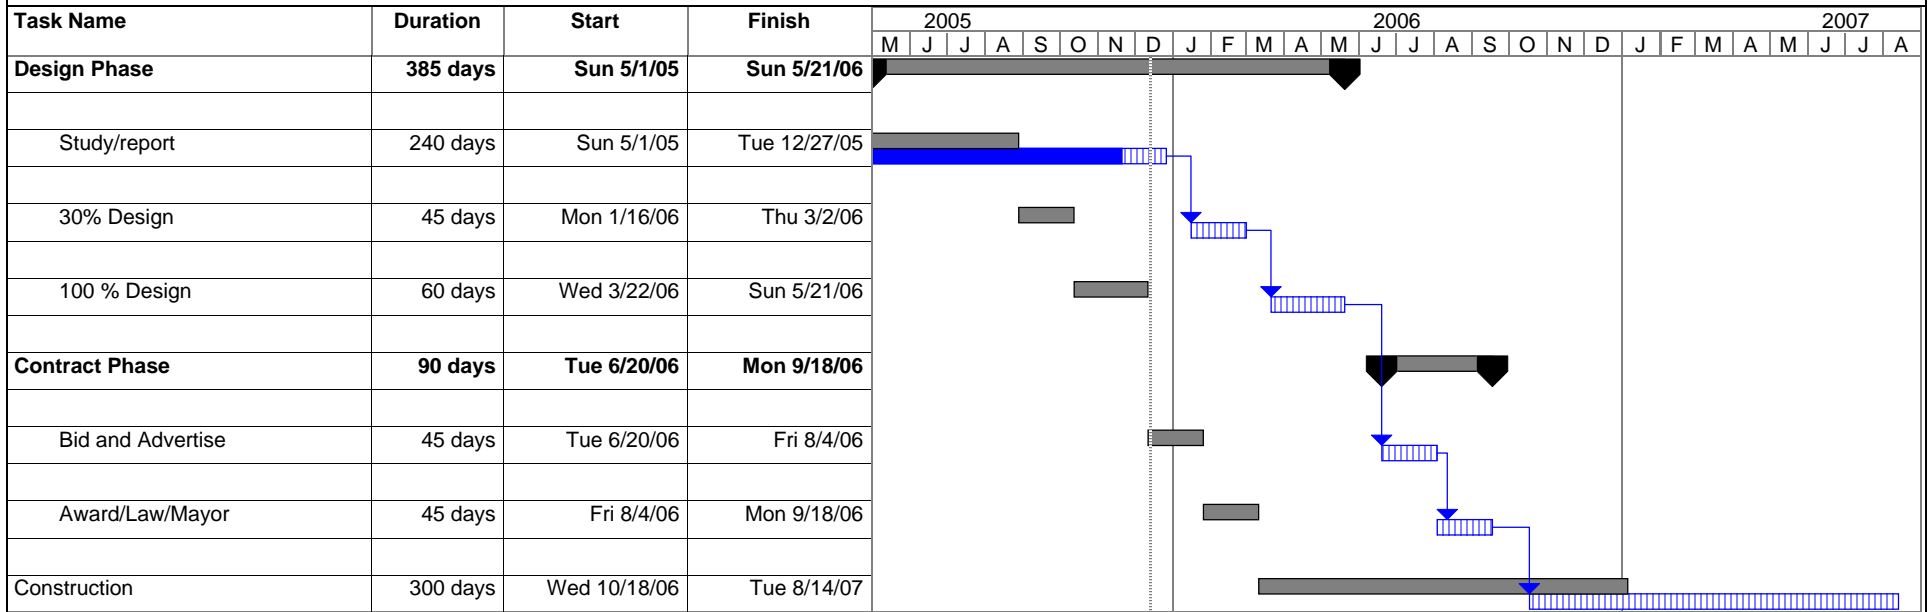 Task Name Duration Start Finish 2005 2006 2007
M J J A S O N D J F M A M J J A S O N D J F M A M J J A
Design Phase 385 days Sun 5/1/05 Sun 5/21/06
Study/report 240 days Sun 5/1/05 Tue 12/27/05
30% Design 45 days Mon 1/16/06 Thu 3/2/06
100 % Design 60 days Wed 3/22/06 Sun 5/21/06
Contract Phase 90 days Tue 6/20/06 Mon 9/18/06
Bid and Advertise 45 days Tue 6/20/06 Fri 8/4/06
Award/Law/Mayor 45 days Fri 8/4/06 Mon 9/18/06
Construction 300 days Wed 10/18/06 Tue 8/14/07